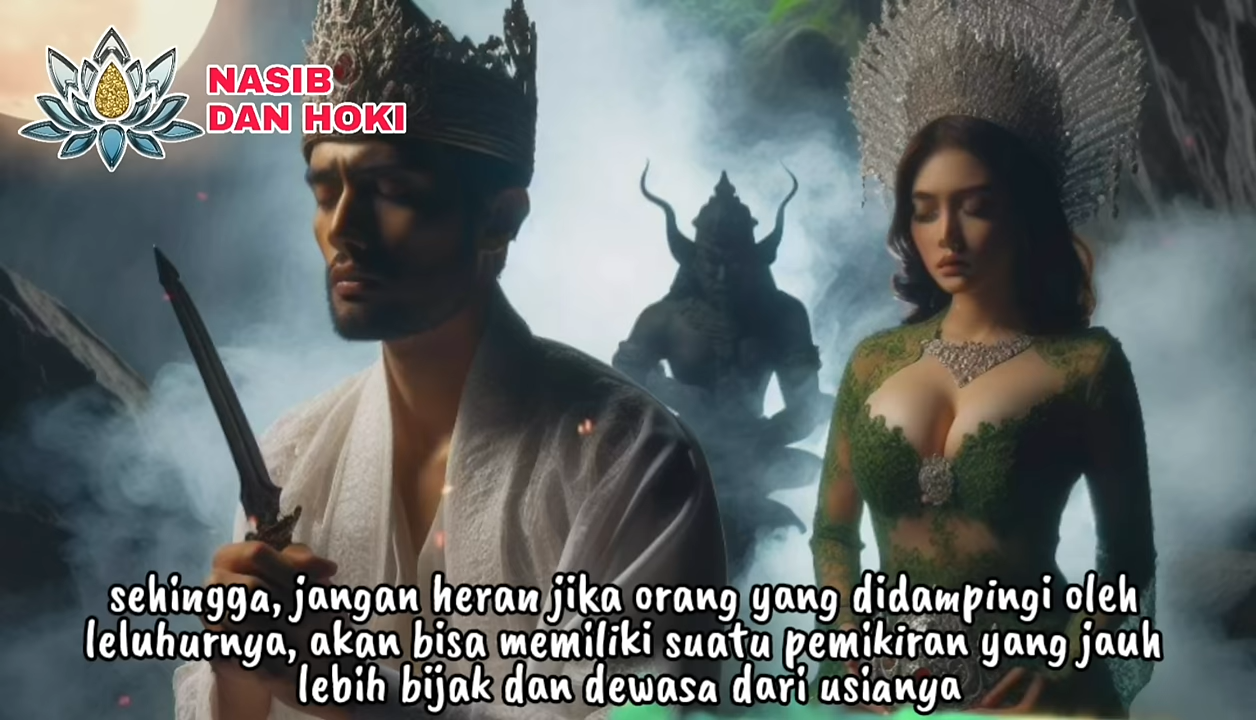 NASIB
DAN HOKI
sehingga, jangan heran jika orang yang didampingi oleh
leluhurnya, akan bisa memiliki suatu pemikiran yang jauh
lebih bijak dan dewasa dari usianya